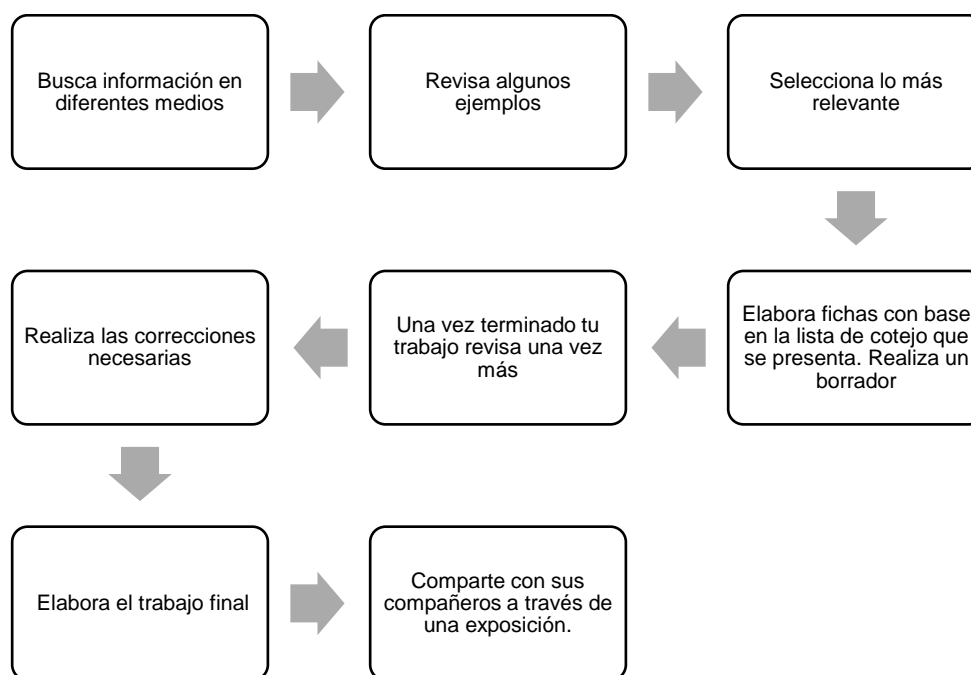 Busca información en
diferentes medios
Revisa algunos
ejemplos
Selecciona lo más
relevante
Elabora fichas con base
en la lista de cotejo que
se presenta. Realiza un
borrador
Una vez terminado tu
trabajo revisa una vez
más
Realiza las correcciones
necesarias
Elabora el trabajo final
Comparte con sus
compañeros a través de
una exposición.